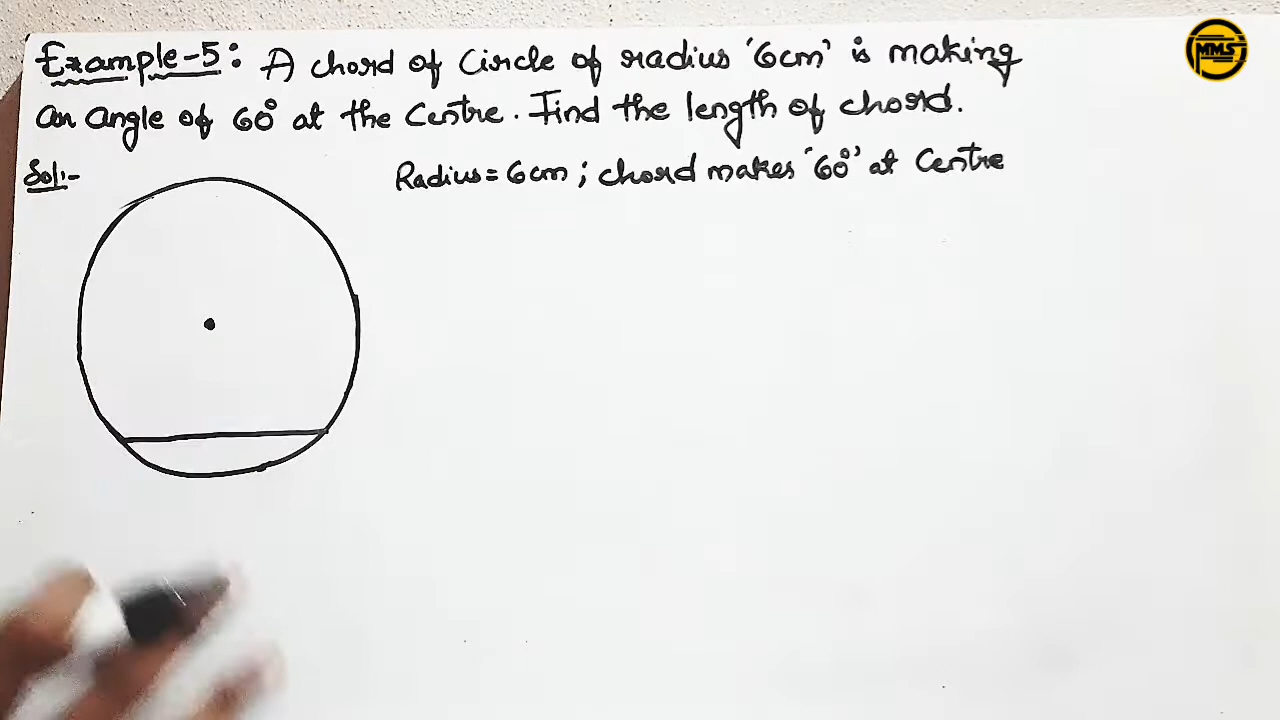 Example-5: A chord of Circle of radius '6cm' is making
an angle of 60° at the Centre. Find the length of chord.
Sol:-
Radius = 6cm ; chord makes '60°' at Centre
MMS